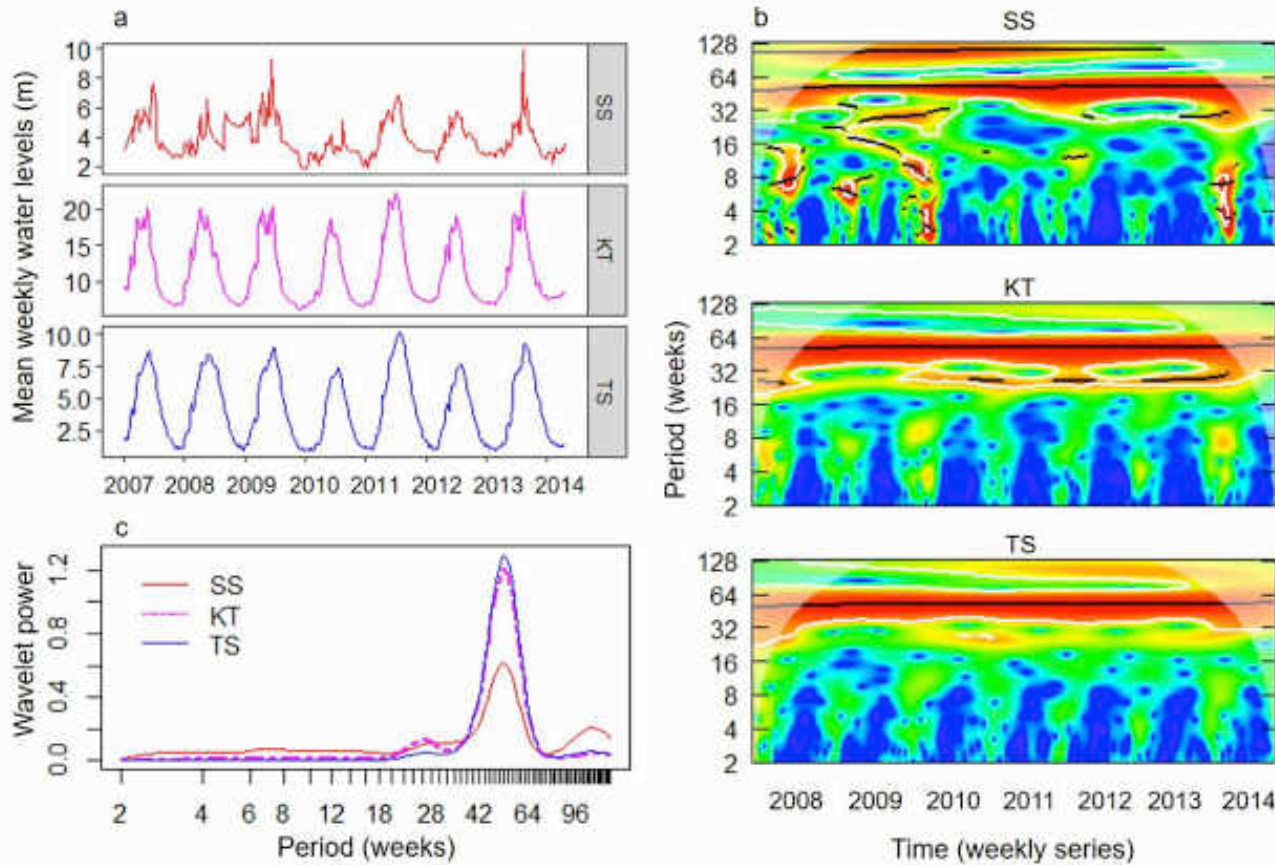 a
Mean weekly water levels (m)
10
8
6
4
2
SS
20
15
10
KT
10.0
7.5
5.0
2.5
TS
2007 2008 2009 2010 2011 2012 2013 2014
b
SS
128
64
32
16
8
4
2
KT
Period (weeks)
128
64
32
16
8
4
2
TS
128
64
32
16
8
4
2
2008 2009 2010 2011 2012 2013 2014
Time (weekly series)
c
Wavelet power
1.2
0.8
0.4
0.0
SS
KT
TS
2 4 6 8 12 18 28 42 64 96
Period (weeks)